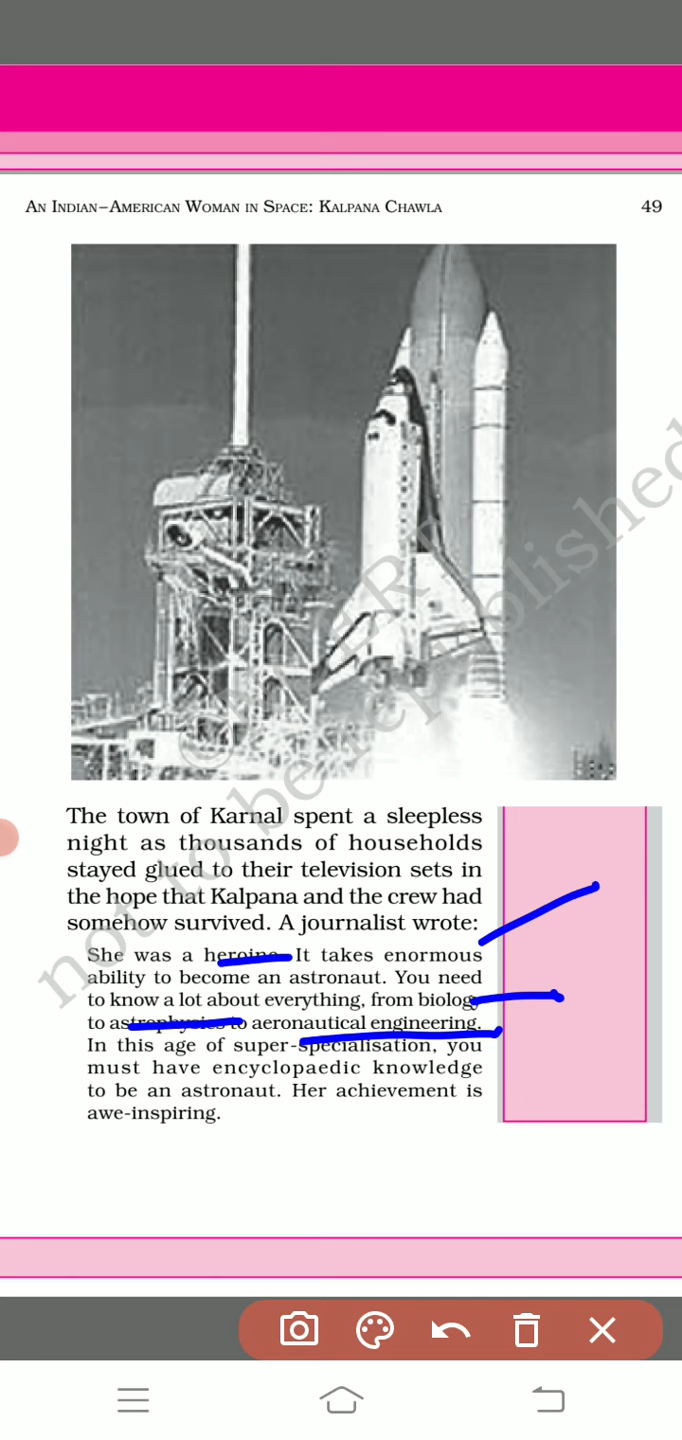 AN INDIAN–AMERICAN WOMAN IN SPACE: KALPANA CHAWLA 49
The town of Karnal spent a sleepless
night as thousands of households
stayed glued to their television sets in
the hope that Kalpana and the crew had
somehow survived. A journalist wrote:
She was a heroine. It takes enormous
ability to become an astronaut. You need
to know a lot about everything, from biology
to astrophysics to aeronautical engineering.
In this age of super-specialisation, you
must have encyclopaedic knowledge
to be an astronaut. Her achievement is
awe-inspiring.
not to be republished